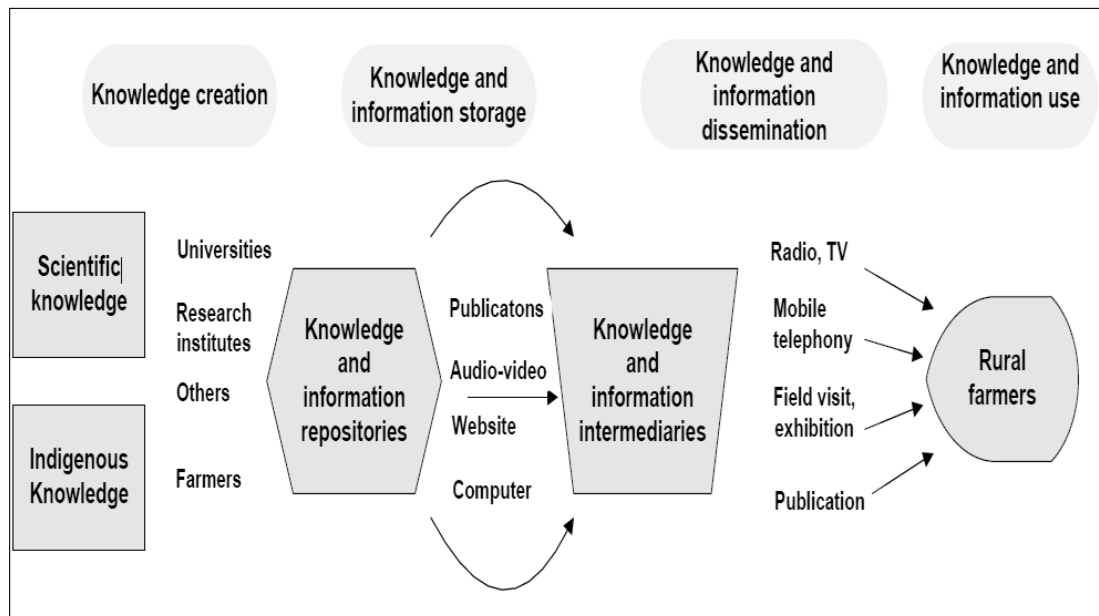 Knowledge creation
Knowledge and
information storage
Knowledge and
information
dissemination
Knowledge and
information use
Scientific
knowledge
Indigenous
Knowledge
Universities
Research
institutes
Others
Farmers
Knowledge
and
information
repositories
Publicatons
Audio-video
Website
Computer
Knowledge
and
information
intermediaries
Radio, TV
Mobile
telephony
Field visit,
exhibition
Publication
Rural
farmers